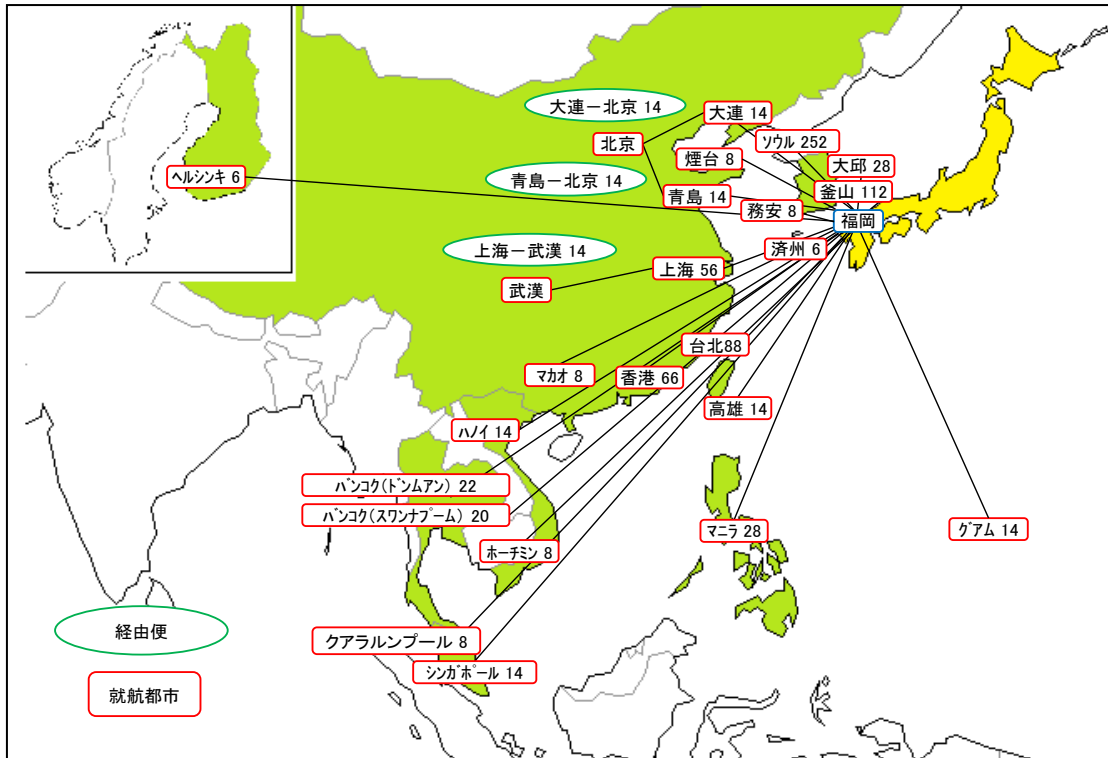 大連－北京 14
大連 14
北京
ソウル 252
煙台 8
大邱 28
ヘルシンキ 6
青島－北京 14
青島 14
釜山 112
務安 8
福岡
上海－武漢 14
済州 6
上海 56
武漢
台北88
マカオ 8
香港 66
高雄 14
ハノイ 14
バンコク(ドンムアン) 22
バンコク(スワンナプーム) 20
ホーチミン 8
マニラ 28
グアム 14
経由便
クアラルンプール 8
シンガポール 14
就航都市